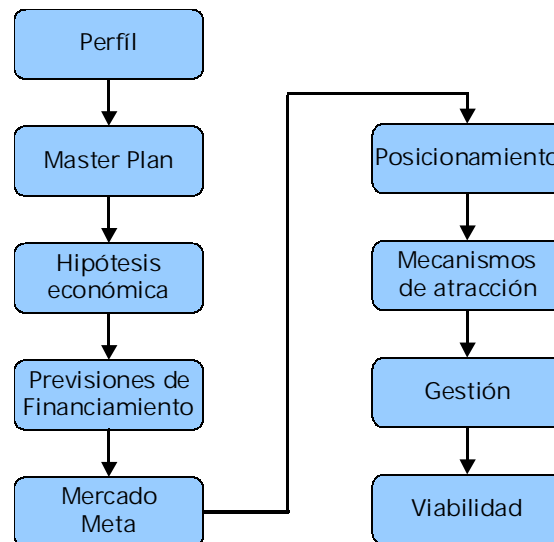 Perfíl
Master Plan
Hipótesis
económica
Previsiones de
Financiamiento
Mercado
Meta
Posicionamiento
Mecanismos
de atracción
Gestión
Viabilidad